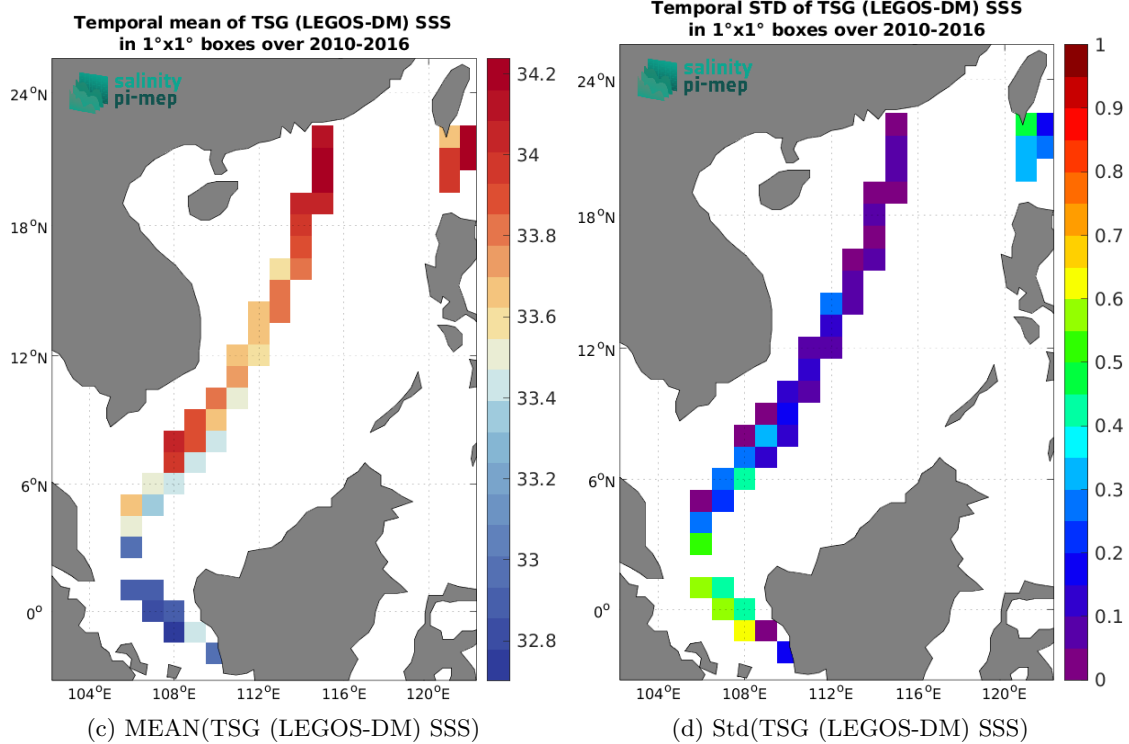 Temporal mean of TSG (LEGOS-DM) SSS
in 1°x1° boxes over 2010-2016
salinity
pi-mep
24°N
18°N
12°N
6°N
0°
104°E
108°E
112°E
116°E
120°E
34.2
34
33.8
33.6
33.4
33.2
33
32.8
(c) MEAN(TSG (LEGOS-DM) SSS)
Temporal STD of TSG (LEGOS-DM) SSS
in 1°x1° boxes over 2010-2016
salinity
pi-mep
24°N
18°N
12°N
6°N
0°
104°E
108°E
112°E
116°E
120°E
1
0.9
0.8
0.7
0.6
0.5
0.4
0.3
0.2
0.1
0
(d) Std(TSG (LEGOS-DM) SSS)